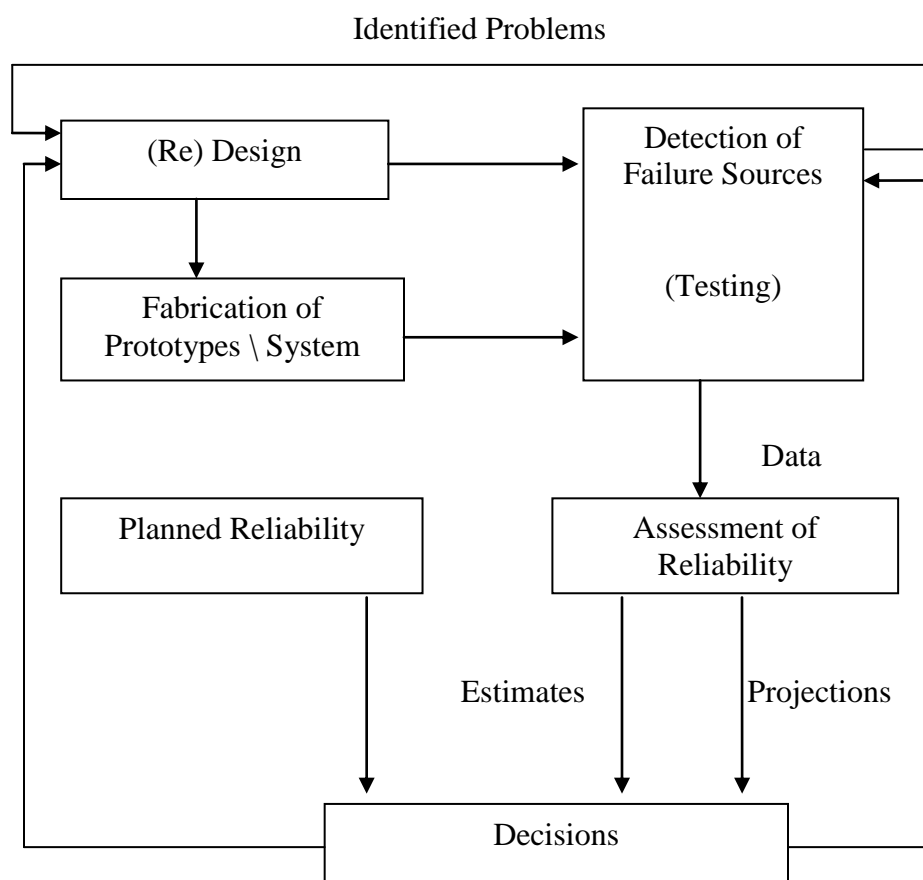 Identified Problems
(Re) Design
Detection of
Failure Sources
(Testing)
Fabrication of
Prototypes \ System
Data
Planned Reliability
Assessment of
Reliability
Estimates
Projections
Decisions